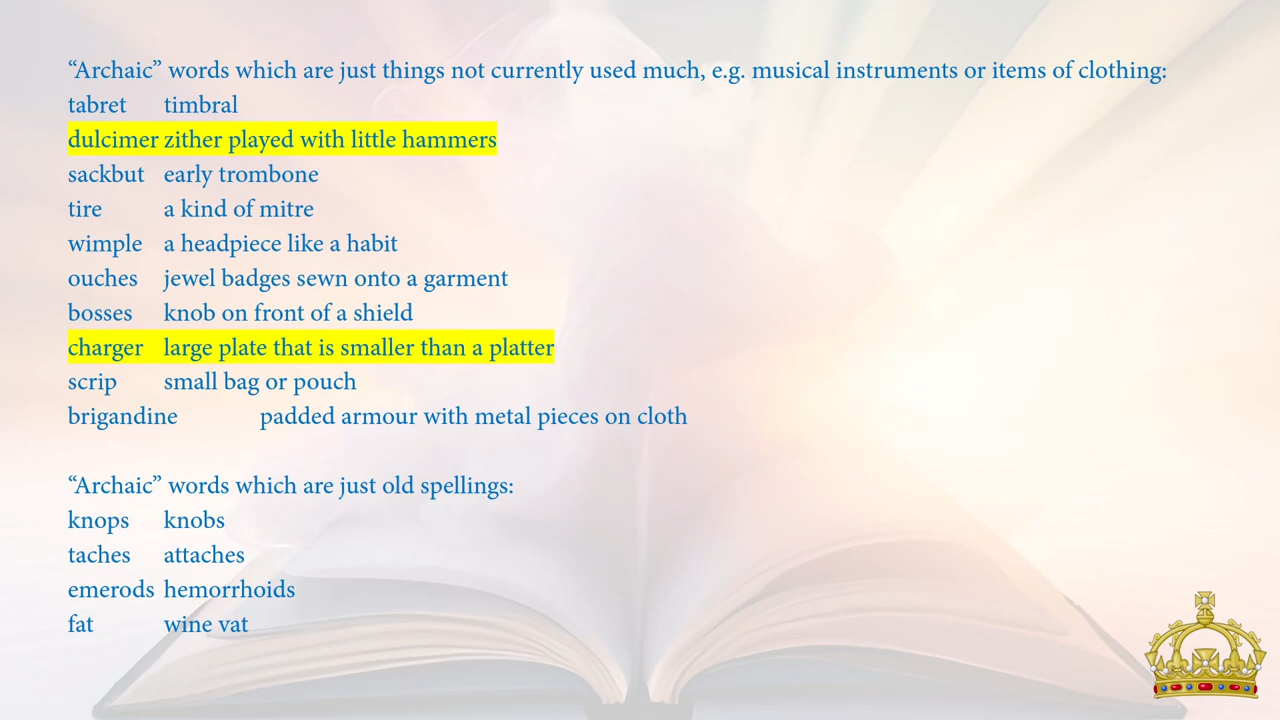 “Archaic” words which are just things not currently used much, e.g. musical instruments or items of clothing:
tabret timbral
dulcimer zither played with little hammers
sackbut early trombone
tire a kind of mitre
wimple a headpiece like a habit
ouches jewel badges sewn onto a garment
bosses knob on front of a shield
charger large plate that is smaller than a platter
scrip small bag or pouch
brigandine padded armour with metal pieces on cloth
“Archaic” words which are just old spellings:
knops knobs
taches attaches
emerods hemorrhoids
fat wine vat